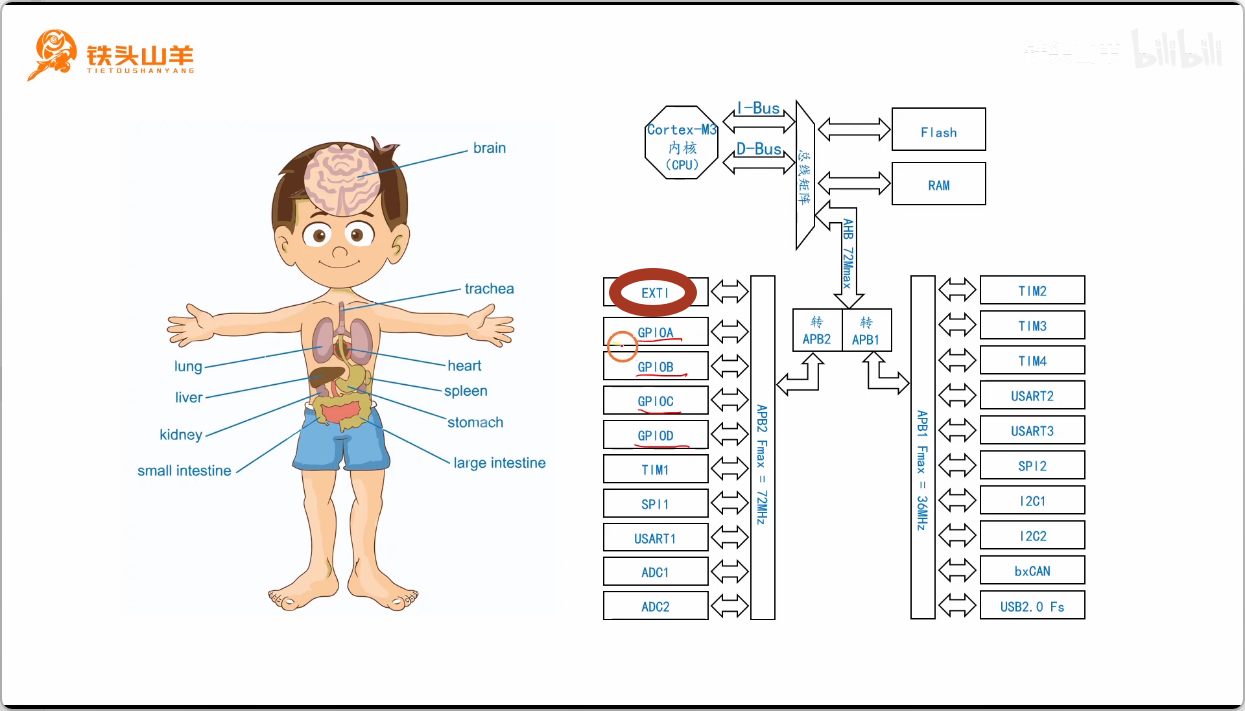 铁头山羊
TIETOUSHANYANG
bilibili
brain
trachea
lung
heart
liver
spleen
kidney
stomach
small intestine
large intestine
I-Bus
Cortex-M3
内核
(CPU)
D-Bus
总线矩阵
Flash
RAM
AHB 72Mmax
转
APB2
转
APB1
EXTI
GPIOA
GPIOB
GPIOC
GPIOD
TIM1
SPI1
USART1
ADC1
ADC2
APB2 Fmax = 72MHz
APB1 Fmax = 36MHz
TIM2
TIM3
TIM4
USART2
USART3
SPI2
I2C1
I2C2
bxCAN
USB2.0 Fs